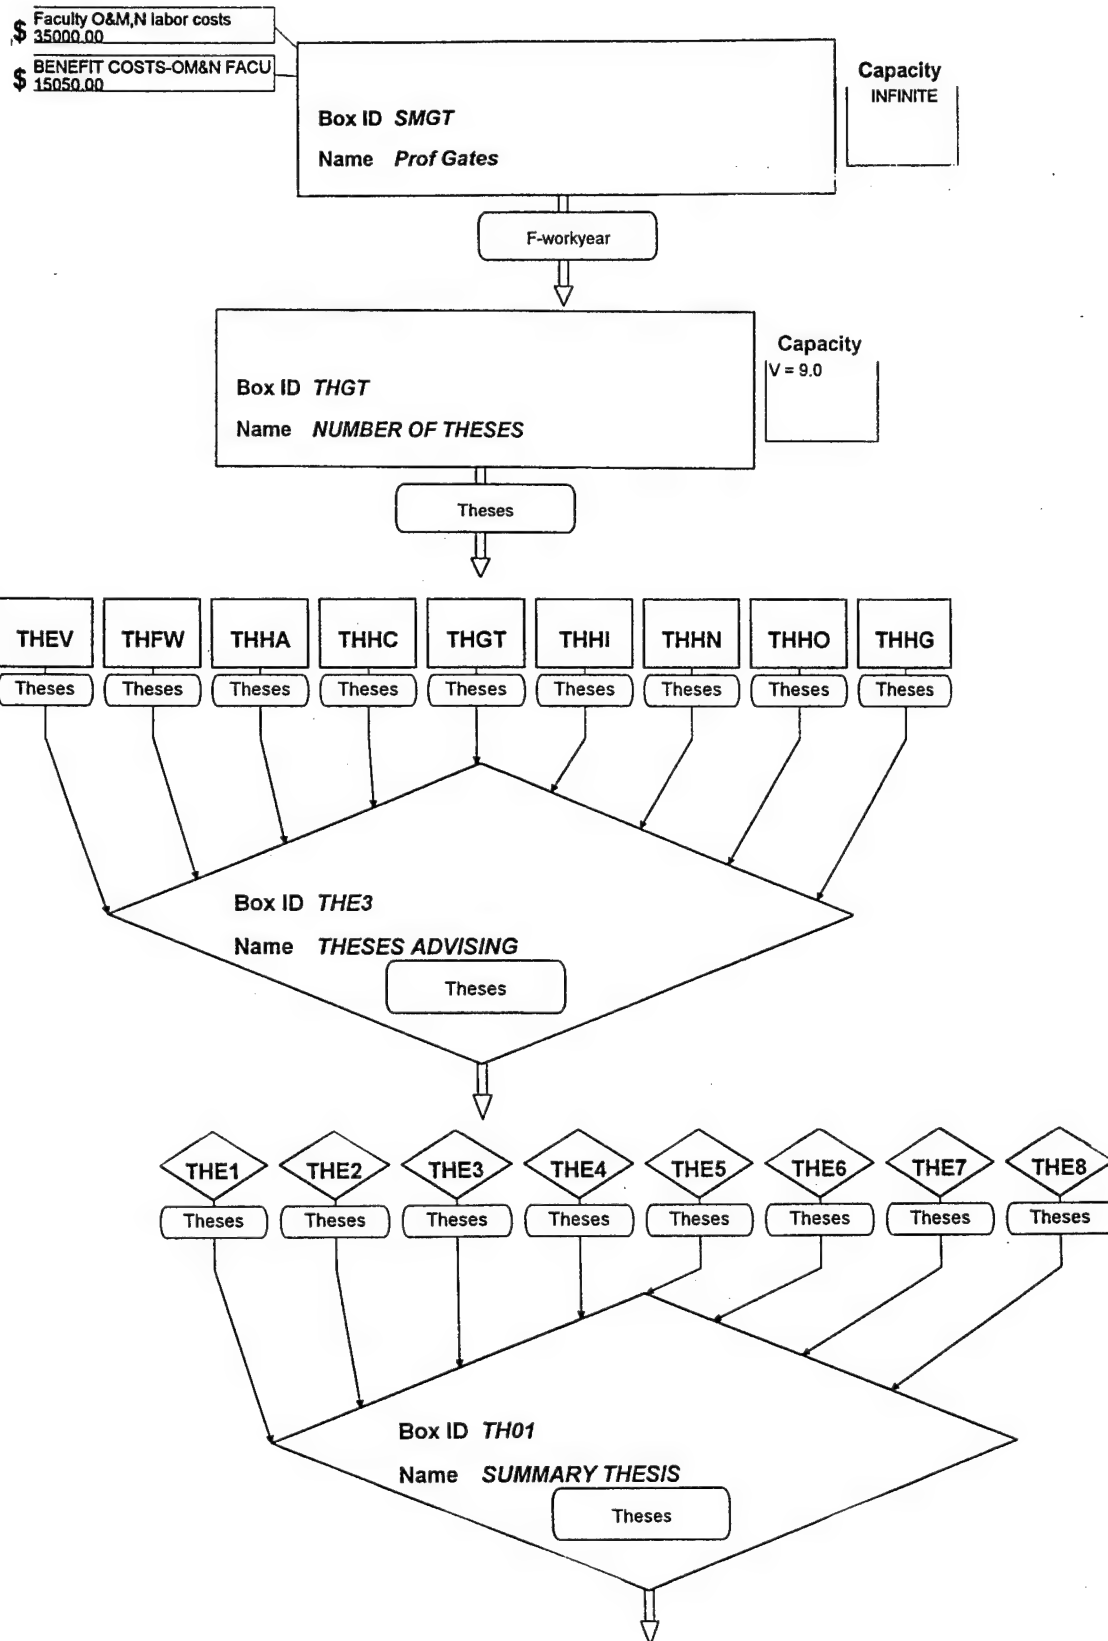 $ Faculty O&M,N labor costs
35000.00
$ BENEFIT COSTS-OM&N FACU
15050.00
Capacity
INFINITE
Box ID SMGT
Name Prof Gates
F-workyear
Capacity
V = 9.0
Box ID THGT
Name NUMBER OF THESES
Theses
THEV THFW THHA THHC THGT THHI THHN THHO THHG
Theses Theses Theses Theses Theses Theses Theses Theses Theses
Box ID THE3
Name THESES ADVISING
Theses
THE1 THE2 THE3 THE4 THE5 THE6 THE7 THE8
Theses Theses Theses Theses Theses Theses Theses Theses
Box ID TH01
Name SUMMARY THESIS
Theses